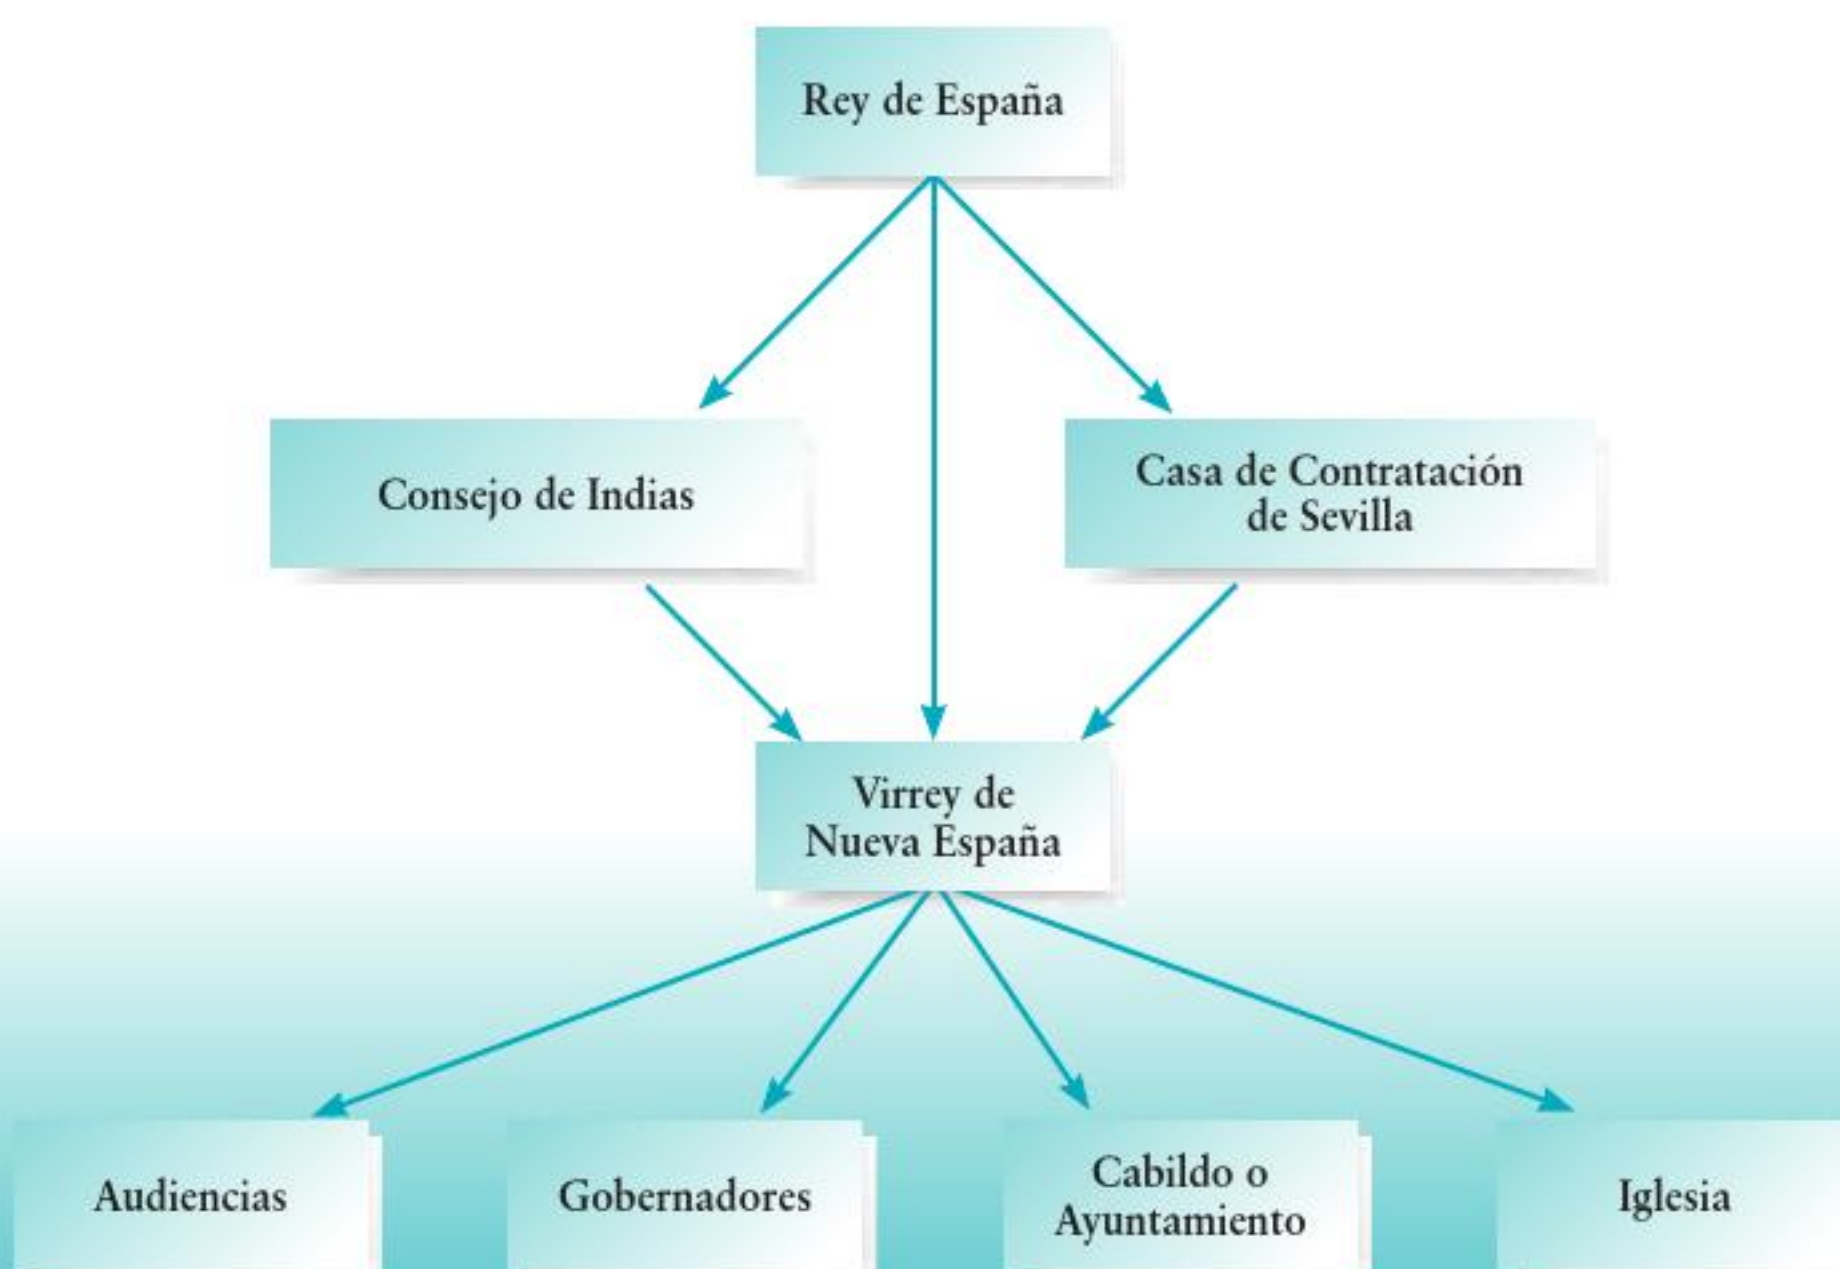 Rey de España
Consejo de Indias
Casa de Contratación
de Sevilla
Virrey de
Nueva España
Audiencias
Gobernadores
Cabildo o
Ayuntamiento
Iglesia